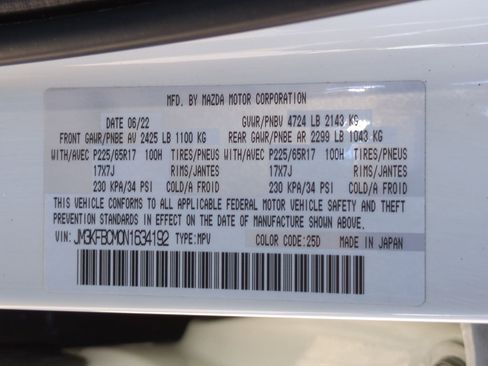 MFD. BY MAZDA MOTOR CORPORATION
DATE 06/22 GVWR/PNBV 4724 LB 2143 KG
FRONT GAWR/PNBE AV 2425 LB 1100 KG REAR GAWR/PNBE AR 2299 LB 1043 KG
WITH/AVEC P225/65R17 100H TIRES/PNEUS WITH/AVEC P225/65R17 100H TIRES/PNEUS
17X7J RIMS/JANTES 17X7J RIMS/JANTES
230 KPA/34 PSI COLD/A FROID 230 KPA/34 PSI COLD/A FROID
THIS VEHICLE CONFORMS TO ALL APPLICABLE FEDERAL MOTOR VEHICLE SAFETY AND THEFT
PREVENTION STANDARDS IN EFFECT ON THE DATE OF MANUFACTURE SHOWN ABOVE.
VIN: JM3KFBCM0N1634192 TYPE:MPV COLOR CODE:25D MADE IN JAPAN